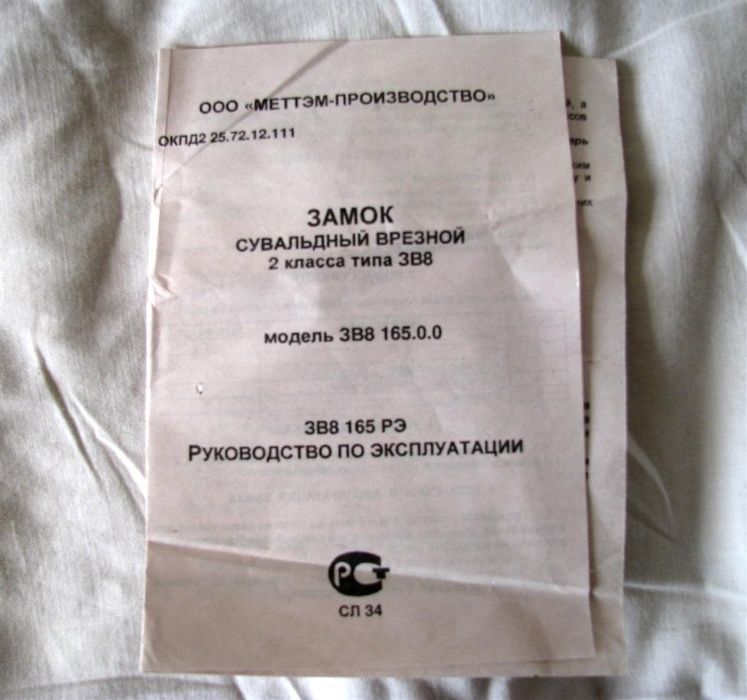 ООО «МЕТТЭМ-ПРОИЗВОДСТВО»
ОКПД2 25.72.12.111
ЗАМОК
СУВАЛЬДНЫЙ ВРЕЗНОЙ
2 класса типа ЗВ8
модель ЗВ8 165.0.0
ЗВ8 165 РЭ
РУКОВОДСТВО ПО ЭКСПЛУАТАЦИИ
РСТ
СЛ 34